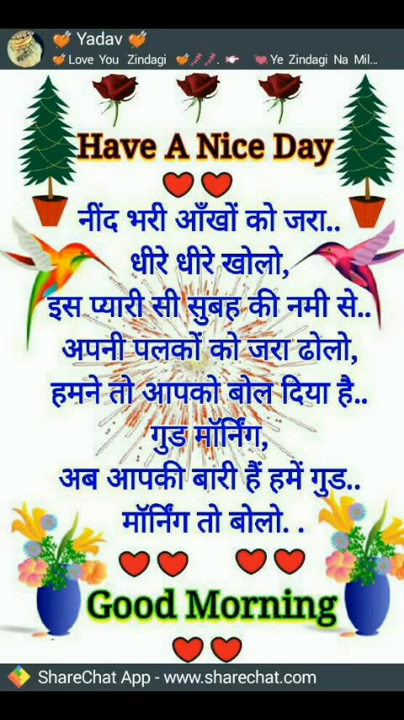 Yadav
Love You Zindagi . Ye Zindagi Na Mil...
Have A Nice Day
नींद भरी आँखों को जरा..
धीरे धीरे खोलो,
इस प्यारी सी सुबह की नमी से..
अपनी पलकों को जरा ढोलो,
हमने तो आपको बोल दिया है..
गुड मॉर्निंग,
अब आपकी बारी हैं हमें गुड..
मॉर्निंग तो बोलो. .
Good Morning
ShareChat App - www.sharechat.com